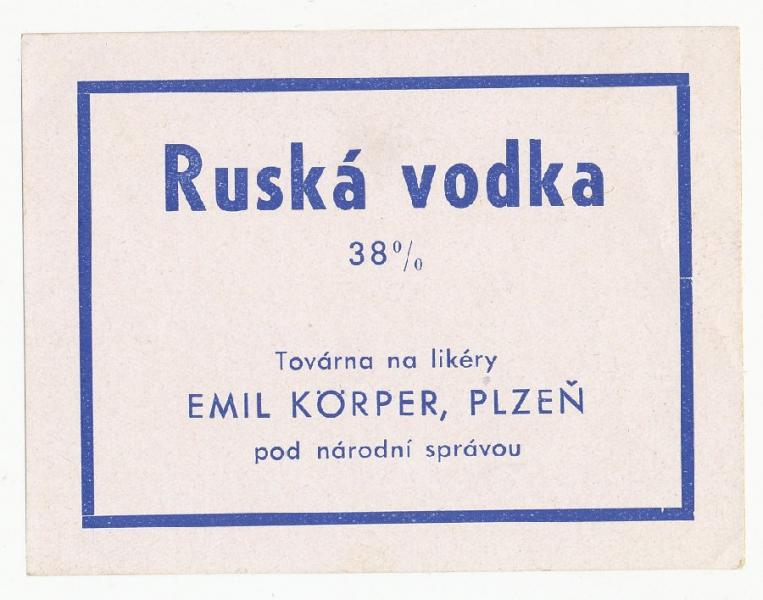 Ruská vodka
38%
Továrna na likéry
EMIL KÖRPER, PLZEŇ
pod národní správou